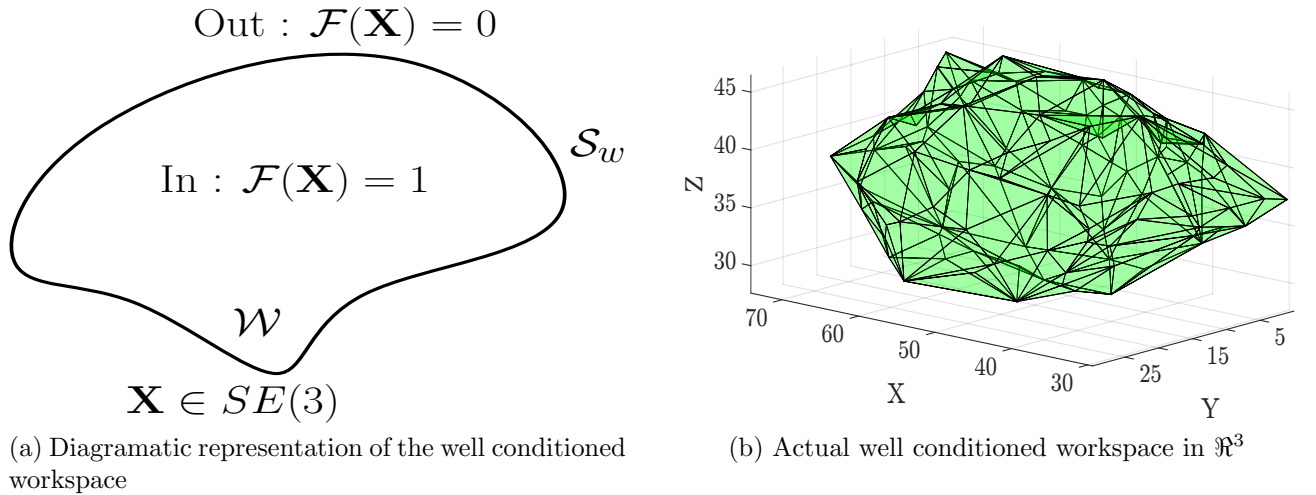 Out : 𝓕(𝐗) = 0
𝓢w
In : 𝓕(𝐗) = 1
𝓦
𝐗 ∈ SE(3)
(a) Diagramatic representation of the well conditioned
workspace
45
40
35
30
Z
70
60
50
40
30
X
25
15
5
Y
(b) Actual well conditioned workspace in ℜ³